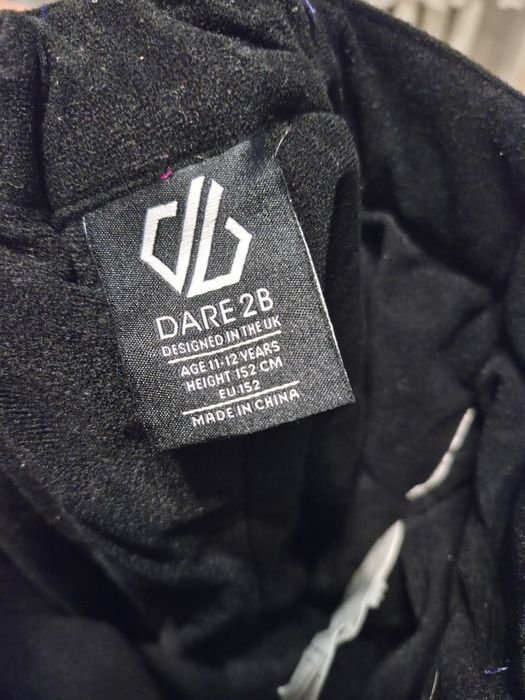 DARE 2B
DESIGNED IN THE UK
AGE 11-12 YEARS
HEIGHT 152 CM
EU 152
MADE IN CHINA